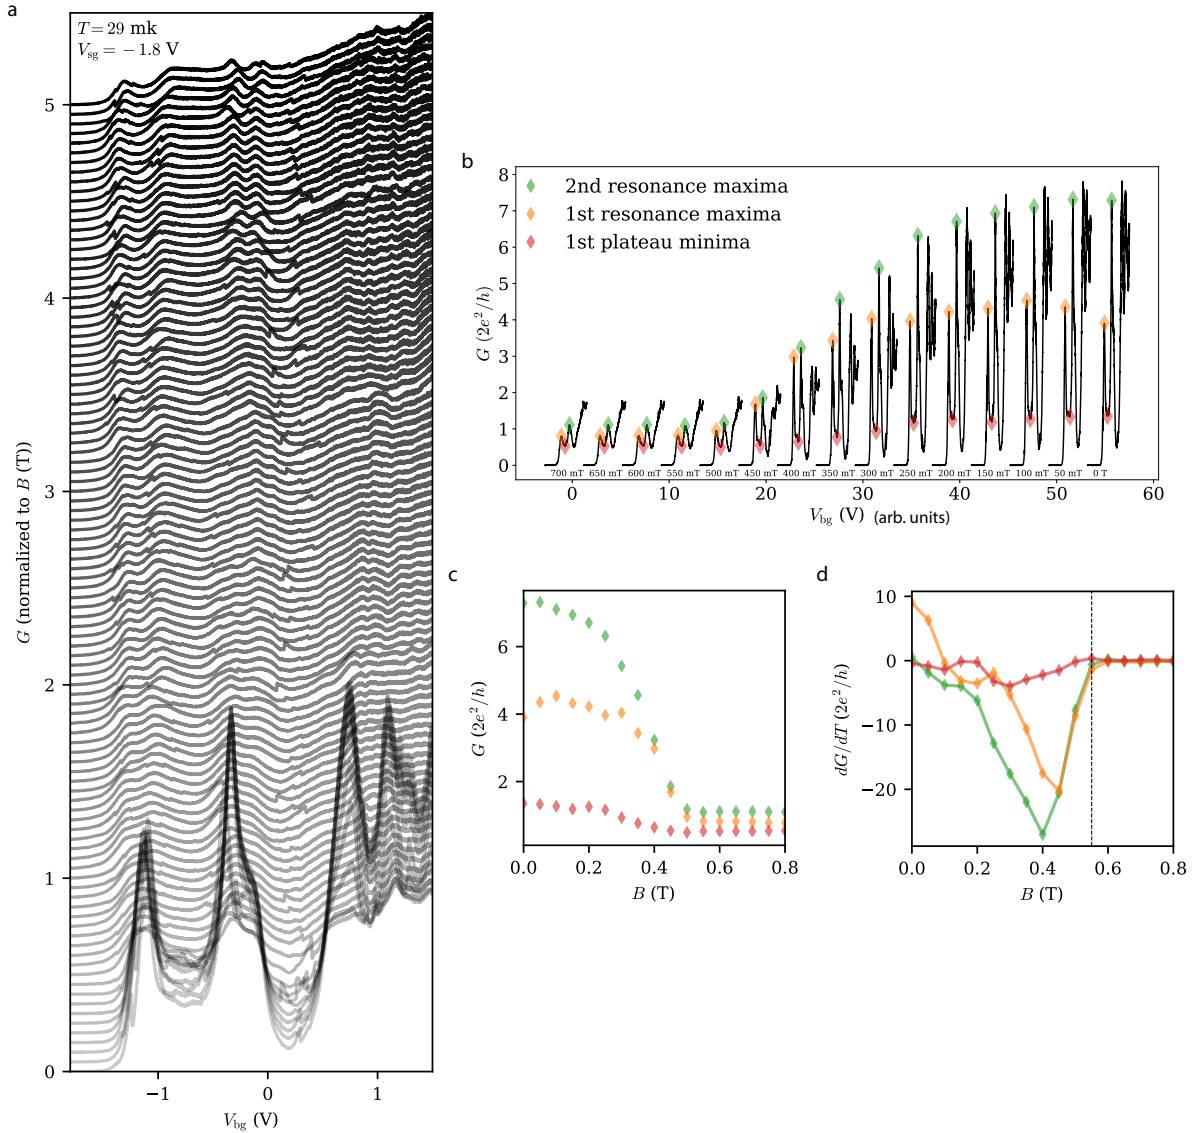 a
T = 29 mk
V_sg = −1.8 V
G (normalized to B (T))
5
4
3
2
1
0
−1 0 1
V_bg (V)
b
2nd resonance maxima
1st resonance maxima
1st plateau minima
G (2e²/h)
8
7
6
5
4
3
2
1
0
700 mT 650 mT 600 mT 550 mT 500 mT 450 mT 400 mT 350 mT 300 mT 250 mT 200 mT 150 mT 100 mT 50 mT 0 T
0 10 20 30 40 50 60
V_bg (V) (arb. units)
c
G (2e²/h)
6
4
2
0.0 0.2 0.4 0.6 0.8
B (T)
d
dG/dT (2e²/h)
10
0
−10
−20
0.0 0.2 0.4 0.6 0.8
B (T)